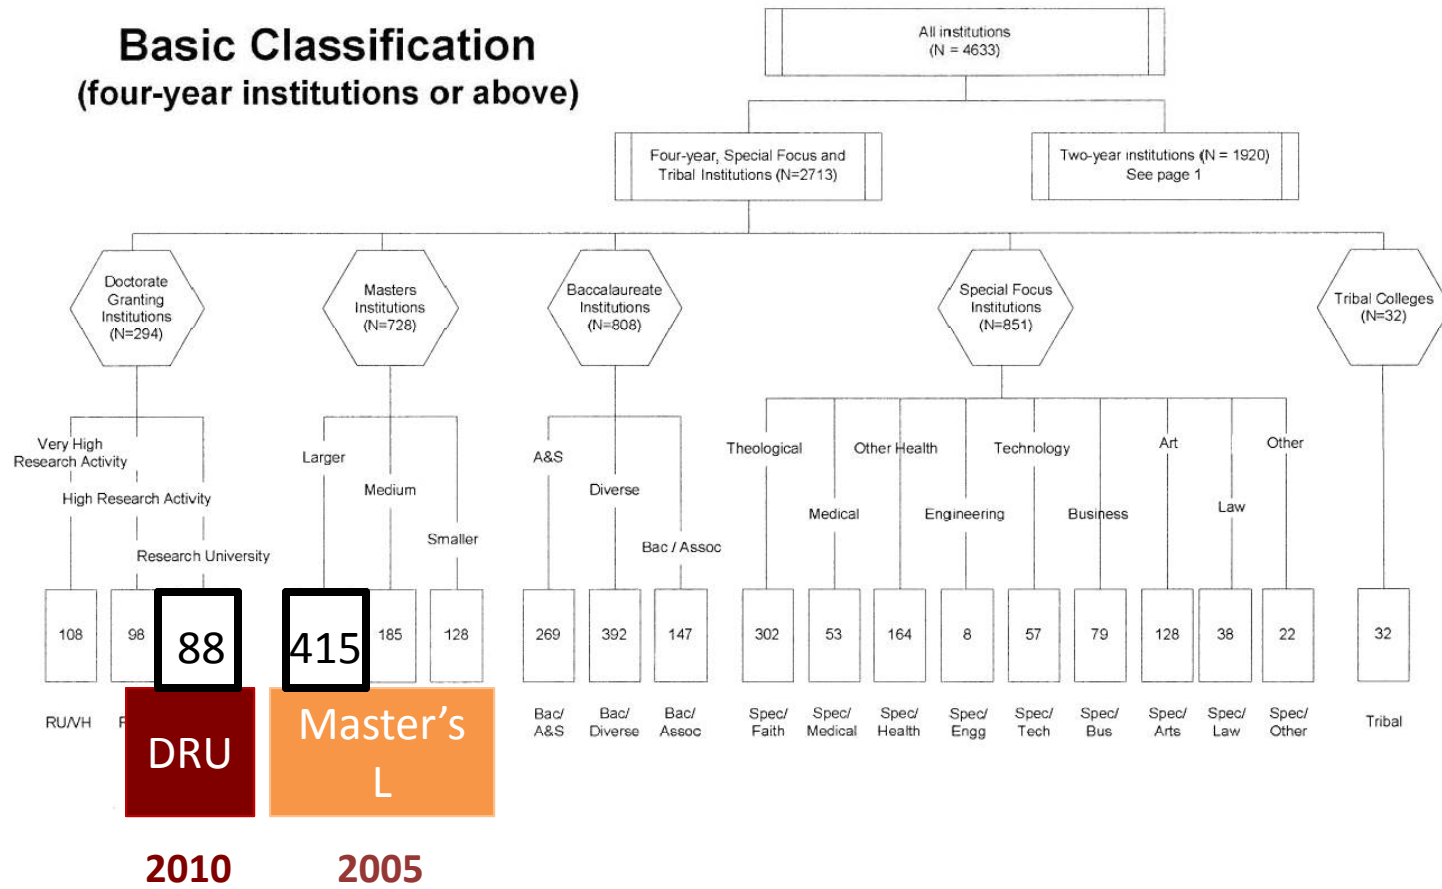 Basic Classification
(four-year institutions or above)
All institutions
(N = 4633)
Four-year, Special Focus and
Tribal Institutions (N=2713)
Two-year institutions (N = 1920)
See page 1
Doctorate
Granting
Institutions
(N=294)
Masters
Institutions
(N=728)
Baccalaureate
Institutions
(N=808)
Special Focus
Institutions
(N=851)
Tribal Colleges
(N=32)
Very High
Research Activity
High Research Activity
Research University
Larger
Medium
Smaller
A&S
Diverse
Bac / Assoc
Theological
Medical
Other Health
Engineering
Technology
Business
Art
Law
Other
108
98
88
415
185
128
269
392
147
302
53
164
8
57
79
128
38
22
32
RU/VH
DRU
Master's
L
Bac/
A&S
Bac/
Diverse
Bac/
Assoc
Spec/
Faith
Spec/
Medical
Spec/
Health
Spec/
Engg
Spec/
Tech
Spec/
Bus
Spec/
Arts
Spec/
Law
Spec/
Other
Tribal
2010
2005